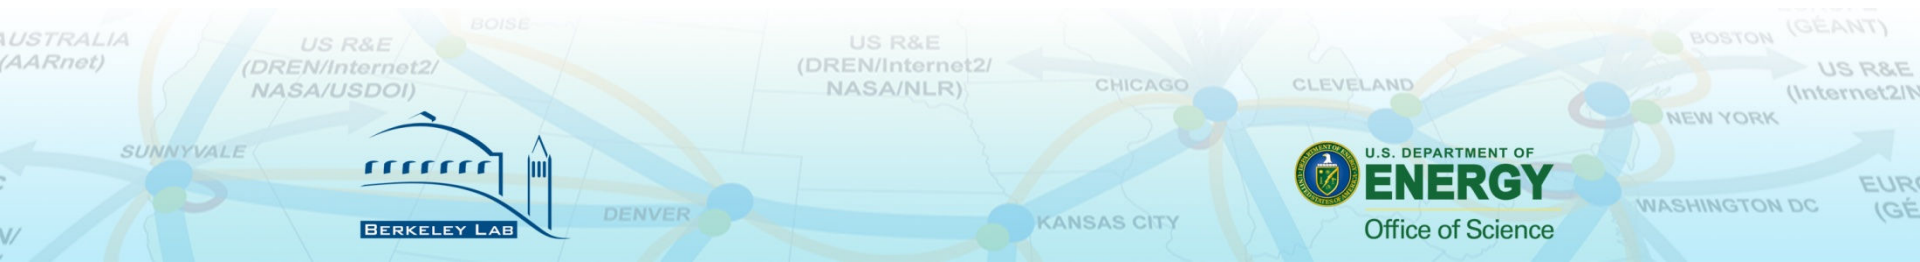 AUSTRALIA
(AARnet)
US R&E
(DREN/Internet2/
NASA/USDOI)
BOISE
US R&E
(DREN/Internet2/
NASA/NLR)
CHICAGO
CLEVELAND
BOSTON
(GÉANT)
US R&E
NEW YORK
SUNNYVALE
BERKELEY LAB
DENVER
KANSAS CITY
U.S. DEPARTMENT OF
ENERGY
Office of Science
WASHINGTON DC